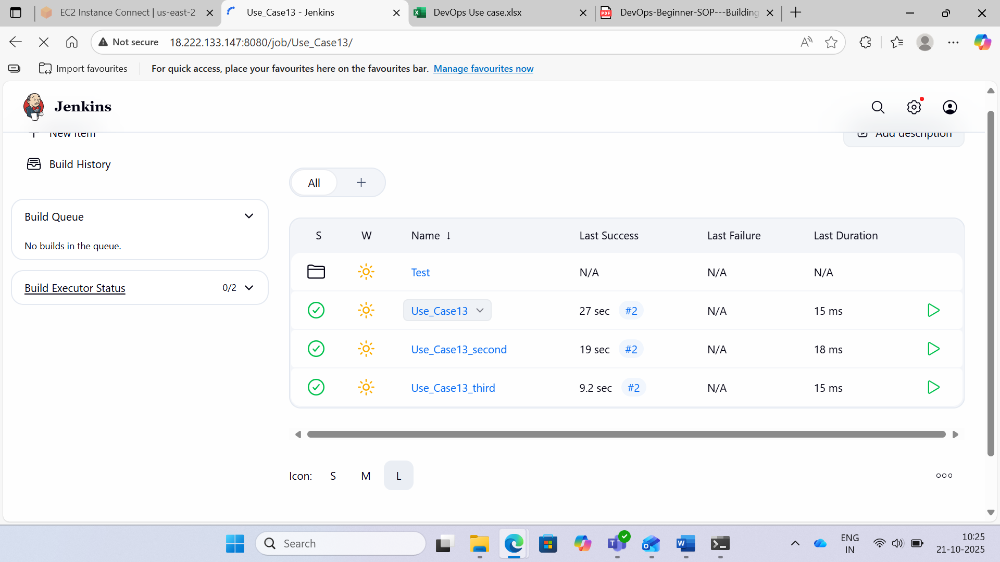 EC2 Instance Connect | us-east-2
Use_Case13 - Jenkins
DevOps Use case.xlsx
DevOps-Beginner-SOP---Building
Not secure
18.222.133.147:8080/job/Use_Case13/
Import favourites
For quick access, place your favourites here on the favourites bar. Manage favourites now
Jenkins
New Item
Add description
Build History
All
Build Queue
No builds in the queue.
Build Executor Status 0/2
S W Name ↓ Last Success Last Failure Last Duration
Test N/A N/A N/A
Use_Case13 27 sec #2 N/A 15 ms
Use_Case13_second 19 sec #2 N/A 18 ms
Use_Case13_third 9.2 sec #2 N/A 15 ms
Icon: S M L
Search
ENG
IN
10:25
21-10-2025